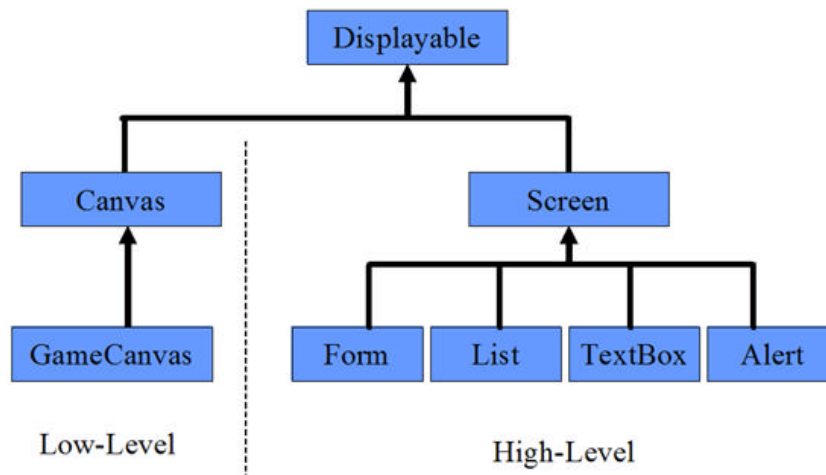 Displayable
Canvas
Screen
GameCanvas
Form
List
TextBox
Alert
Low-Level
High-Level